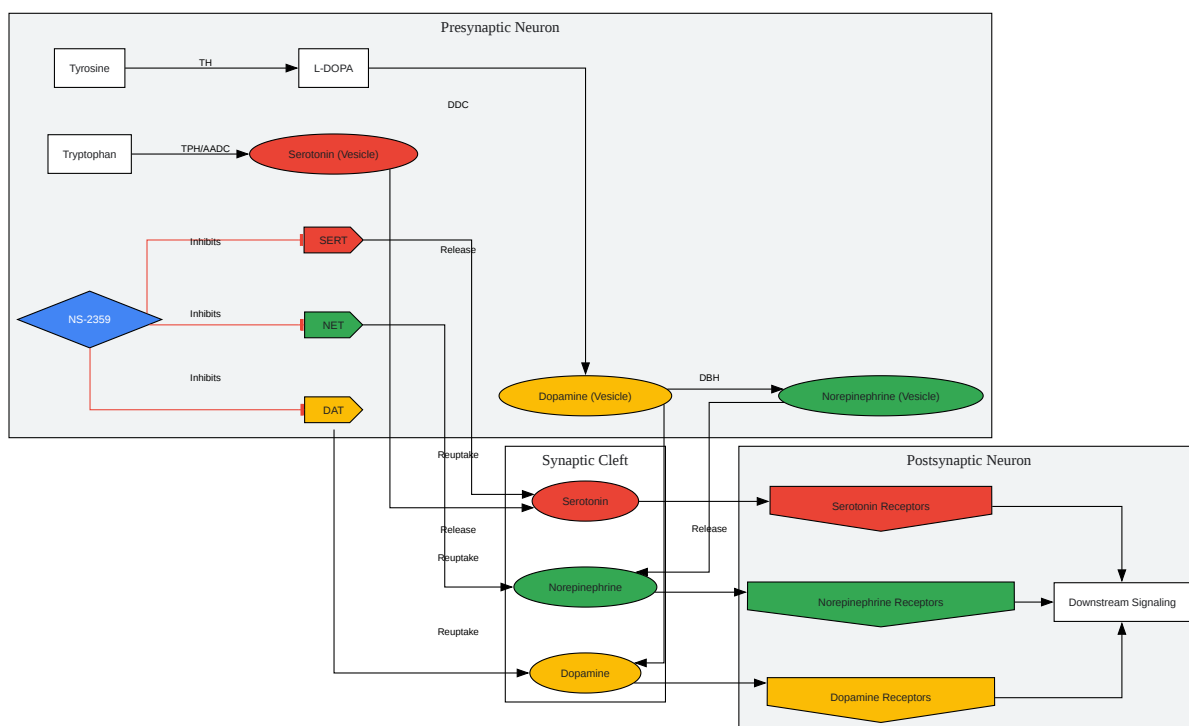 Presynaptic Neuron
Tyrosine
TH
L-DOPA
DDC
Tryptophan
TPH/AADC
Serotonin (Vesicle)
Inhibits
SERT
Release
NS-2359
Inhibits
NET
Inhibits
DAT
Dopamine (Vesicle)
DBH
Norepinephrine (Vesicle)
Reuptake
Synaptic Cleft
Postsynaptic Neuron
Serotonin
Serotonin Receptors
Release
Release
Reuptake
Norepinephrine
Norepinephrine Receptors
Downstream Signaling
Reuptake
Dopamine
Dopamine Receptors